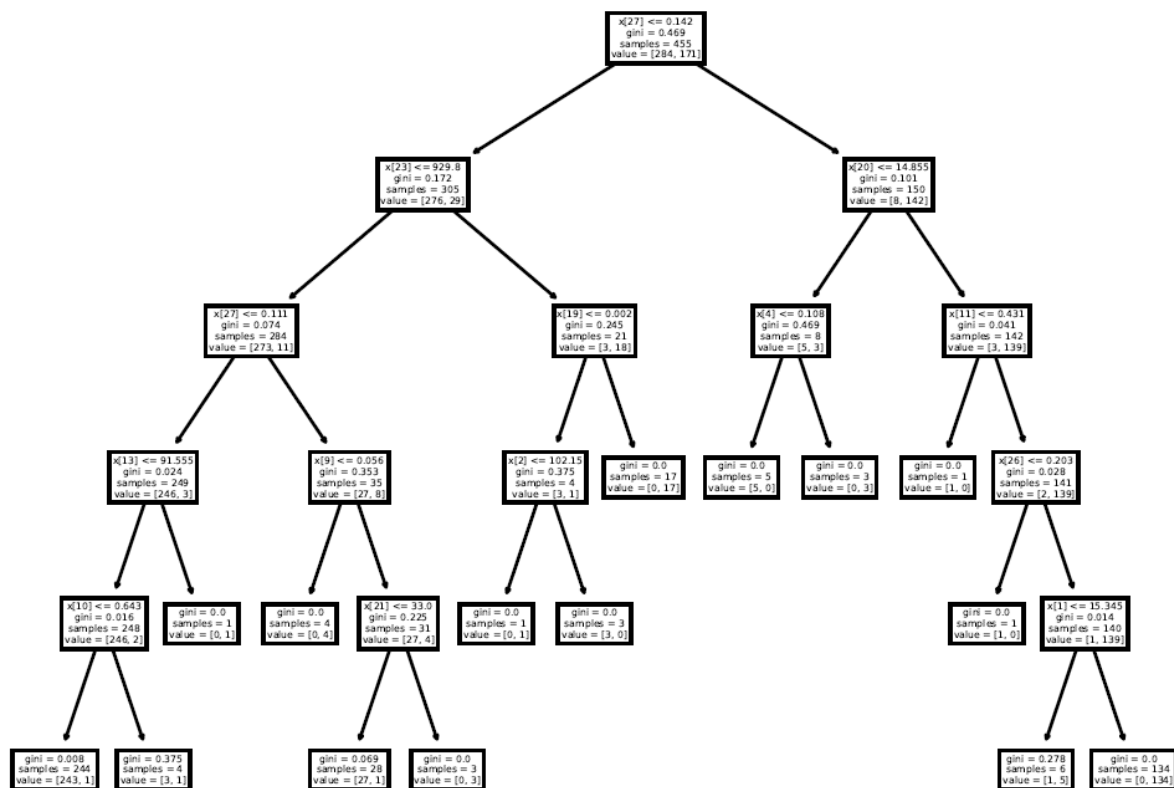 x[27] <= 0.142
gini = 0.469
samples = 455
value = [284, 171]
x[23] <= 929.8
gini = 0.172
samples = 305
value = [276, 29]
x[20] <= 14.855
gini = 0.101
samples = 150
value = [8, 142]
x[27] <= 0.111
gini = 0.074
samples = 284
value = [273, 11]
x[19] <= 0.002
gini = 0.245
samples = 21
value = [3, 18]
x[4] <= 0.108
gini = 0.469
samples = 8
value = [5, 3]
x[11] <= 0.431
gini = 0.041
samples = 142
value = [3, 139]
x[13] <= 91.555
gini = 0.024
samples = 249
value = [246, 3]
x[9] <= 0.056
gini = 0.353
samples = 35
value = [27, 8]
x[2] <= 102.15
gini = 0.375
samples = 4
value = [3, 1]
gini = 0.0
samples = 17
value = [0, 17]
gini = 0.0
samples = 5
value = [5, 0]
gini = 0.0
samples = 3
value = [0, 3]
gini = 0.0
samples = 1
value = [1, 0]
x[26] <= 0.203
gini = 0.028
samples = 141
value = [2, 139]
x[10] <= 0.643
gini = 0.016
samples = 248
value = [246, 2]
gini = 0.0
samples = 1
value = [0, 1]
gini = 0.0
samples = 4
value = [0, 4]
x[21] <= 33.0
gini = 0.225
samples = 31
value = [27, 4]
gini = 0.0
samples = 1
value = [0, 1]
gini = 0.0
samples = 3
value = [3, 0]
gini = 0.0
samples = 1
value = [1, 0]
x[1] <= 15.345
gini = 0.014
samples = 140
value = [1, 139]
gini = 0.008
samples = 244
value = [243, 1]
gini = 0.375
samples = 4
value = [3, 1]
gini = 0.069
samples = 28
value = [27, 1]
gini = 0.0
samples = 3
value = [0, 3]
gini = 0.278
samples = 6
value = [1, 5]
gini = 0.0
samples = 134
value = [0, 134]